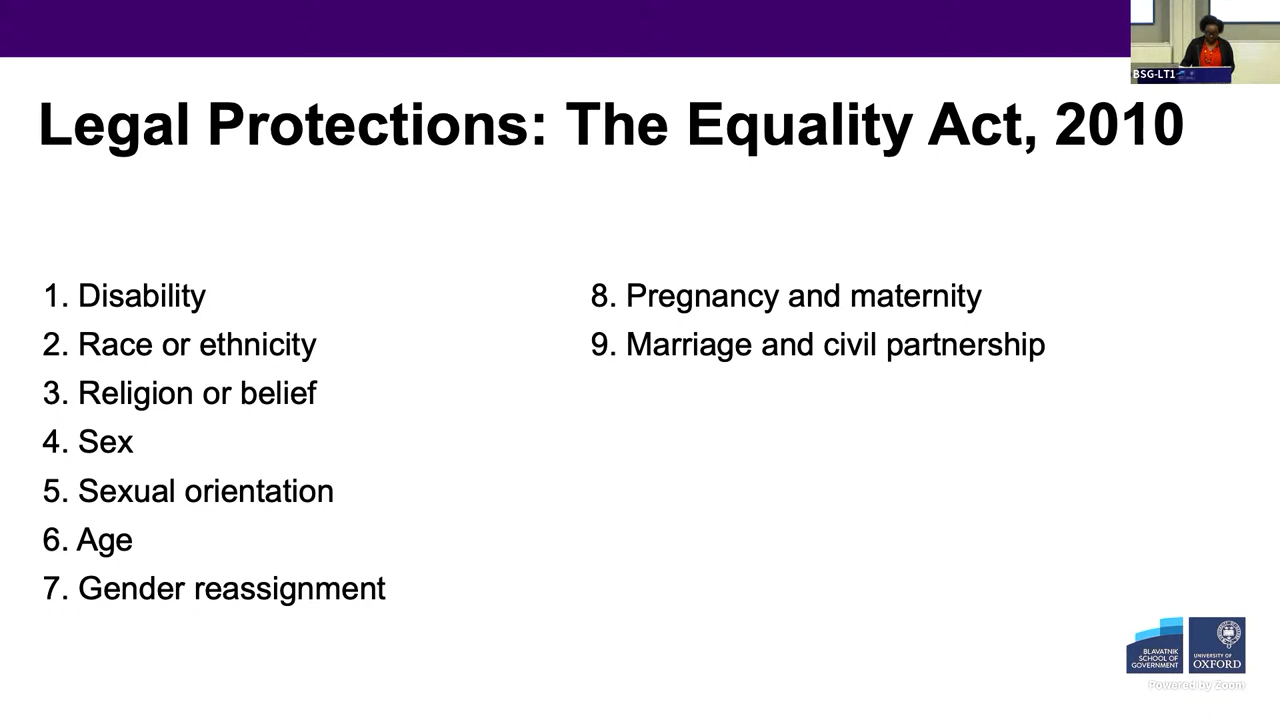 BSG-LT1
Legal Protections: The Equality Act, 2010
1. Disability
2. Race or ethnicity
3. Religion or belief
4. Sex
5. Sexual orientation
6. Age
7. Gender reassignment
8. Pregnancy and maternity
9. Marriage and civil partnership
BLAVATNIK
SCHOOL OF
GOVERNMENT
UNIVERSITY OF
OXFORD
Powered by Zoom